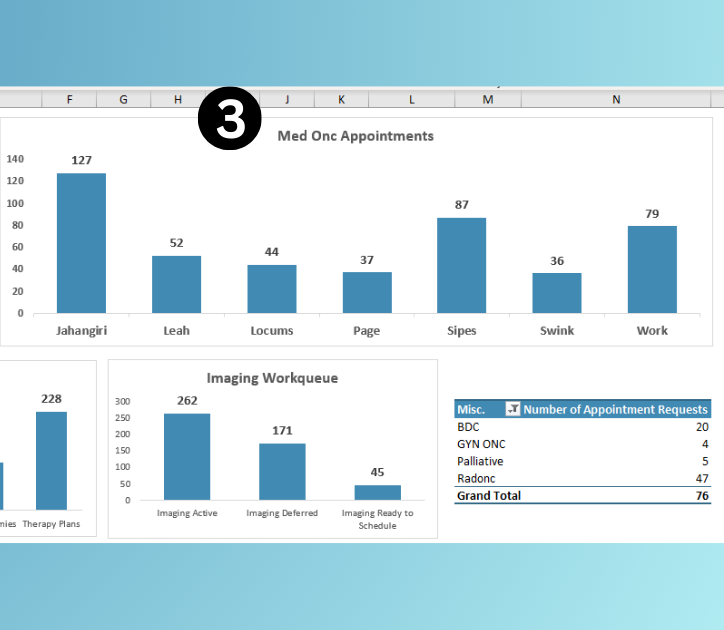 F G H J K L M N
3
Med Onc Appointments
140
120
100
80
60
40
20
0
127 52 44 37 87 36 79
Jahangiri Leah Locums Page Sipes Swink Work
228
Therapy Plans
Imaging Workqueue
300
250
200
150
100
50
0
262 171 45
Imaging Active Imaging Deferred Imaging Ready to
Schedule
Misc. Number of Appointment Requests
BDC 20
GYN ONC 4
Palliative 5
Radonc 47
Grand Total 76